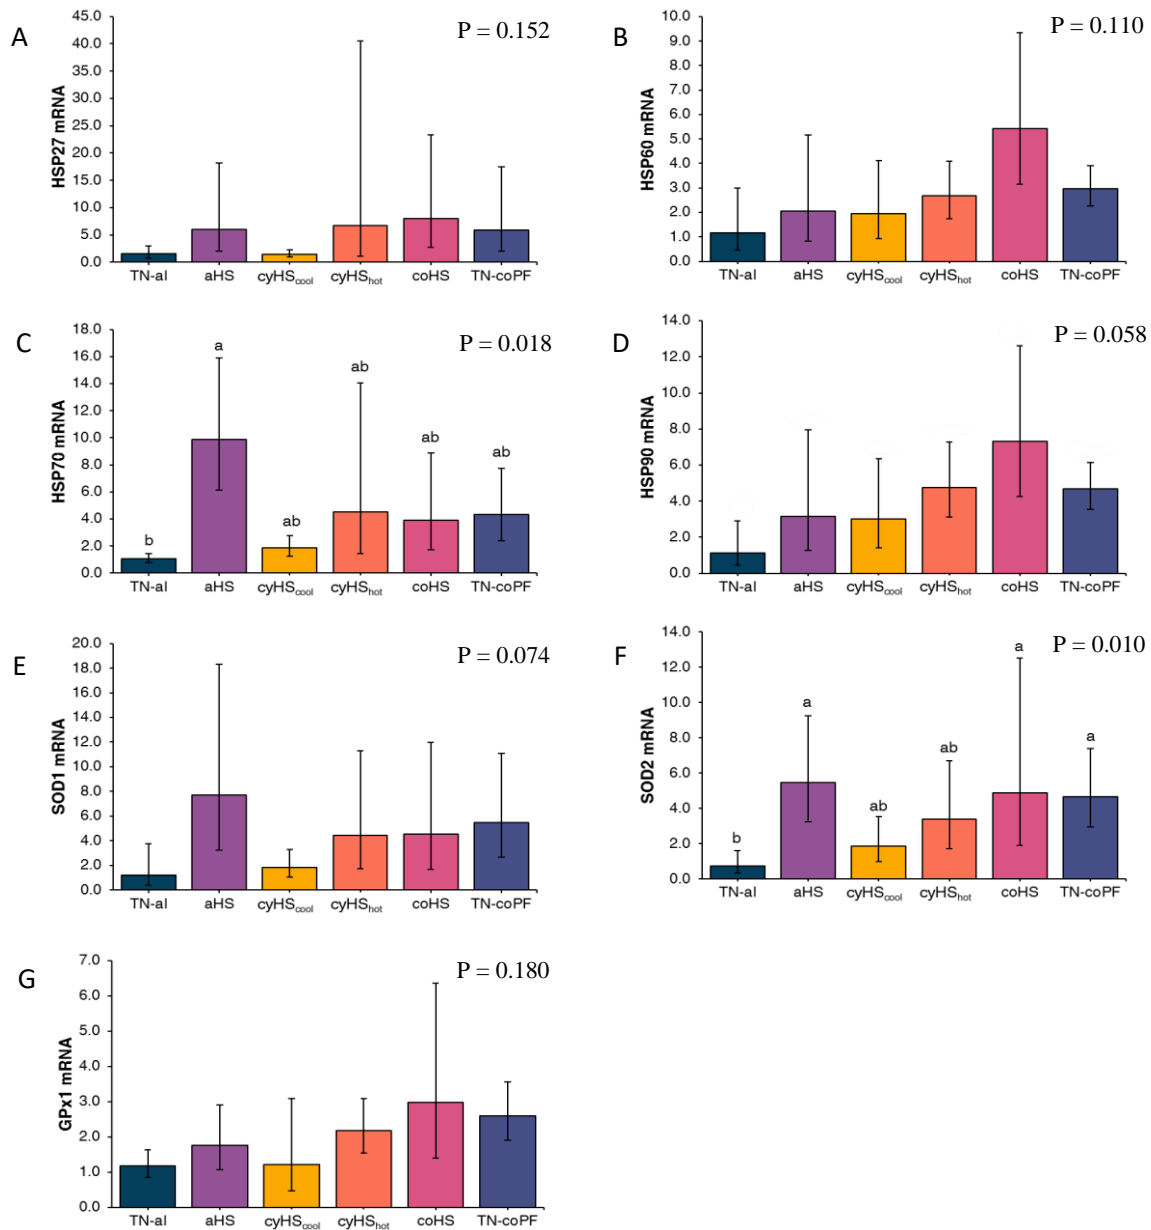 A
P = 0.152
HSP27 mRNA
45.0
40.0
35.0
30.0
25.0
20.0
15.0
10.0
5.0
0.0
TN-al aHS cyHScool cyHShot coHS TN-coPF
B
P = 0.110
HSP60 mRNA
10.0
9.0
8.0
7.0
6.0
5.0
4.0
3.0
2.0
1.0
0.0
TN-al aHS cyHScool cyHShot coHS TN-coPF
C
P = 0.018
HSP70 mRNA
18.0
16.0
14.0
12.0
10.0
8.0
6.0
4.0
2.0
0.0
b a ab ab ab ab
TN-al aHS cyHScool cyHShot coHS TN-coPF
D
P = 0.058
HSP90 mRNA
14.0
12.0
10.0
8.0
6.0
4.0
2.0
0.0
TN-al aHS cyHScool cyHShot coHS TN-coPF
E
P = 0.074
SOD1 mRNA
20.0
18.0
16.0
14.0
12.0
10.0
8.0
6.0
4.0
2.0
0.0
TN-al aHS cyHScool cyHShot coHS TN-coPF
F
P = 0.010
SOD2 mRNA
14.0
12.0
10.0
8.0
6.0
4.0
2.0
0.0
b a ab ab a a
TN-al aHS cyHScool cyHShot coHS TN-coPF
G
P = 0.180
GPx1 mRNA
7.0
6.0
5.0
4.0
3.0
2.0
1.0
0.0
TN-al aHS cyHScool cyHShot coHS TN-coPF